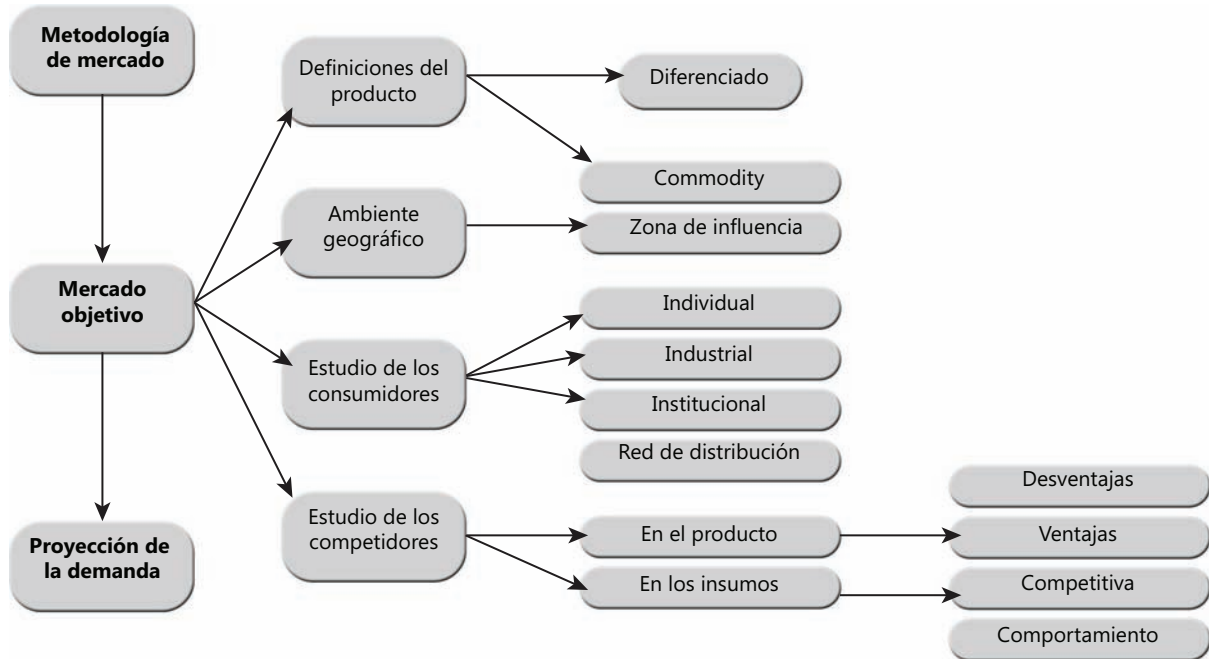 Metodología
de mercado
Mercado
objetivo
Proyección de
la demanda
Definiciones del
producto
Ambiente
geográfico
Estudio de los
consumidores
Estudio de los
competidores
Diferenciado
Commodity
Zona de influencia
Individual
Industrial
Institucional
Red de distribución
En el producto
En los insumos
Desventajas
Ventajas
Competitiva
Comportamiento